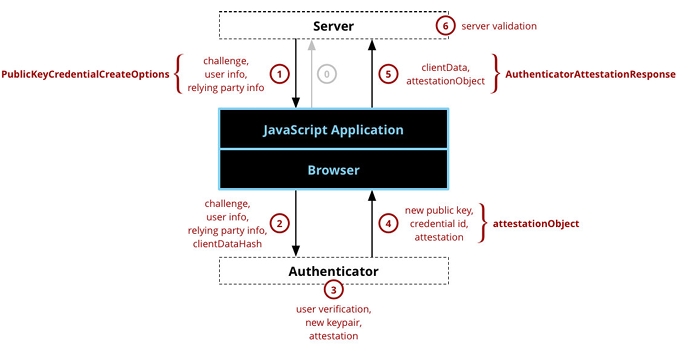 Server
6 server validation
PublicKeyCredentialCreateOptions
challenge,
user info,
relying party info
1
0
5
clientData,
attestationObject
AuthenticatorAttestationResponse
JavaScript Application
Browser
challenge,
user info,
relying party info,
clientDataHash
2
4
new public key,
credential id,
attestation
attestationObject
Authenticator
3
user verification,
new keypair,
attestation